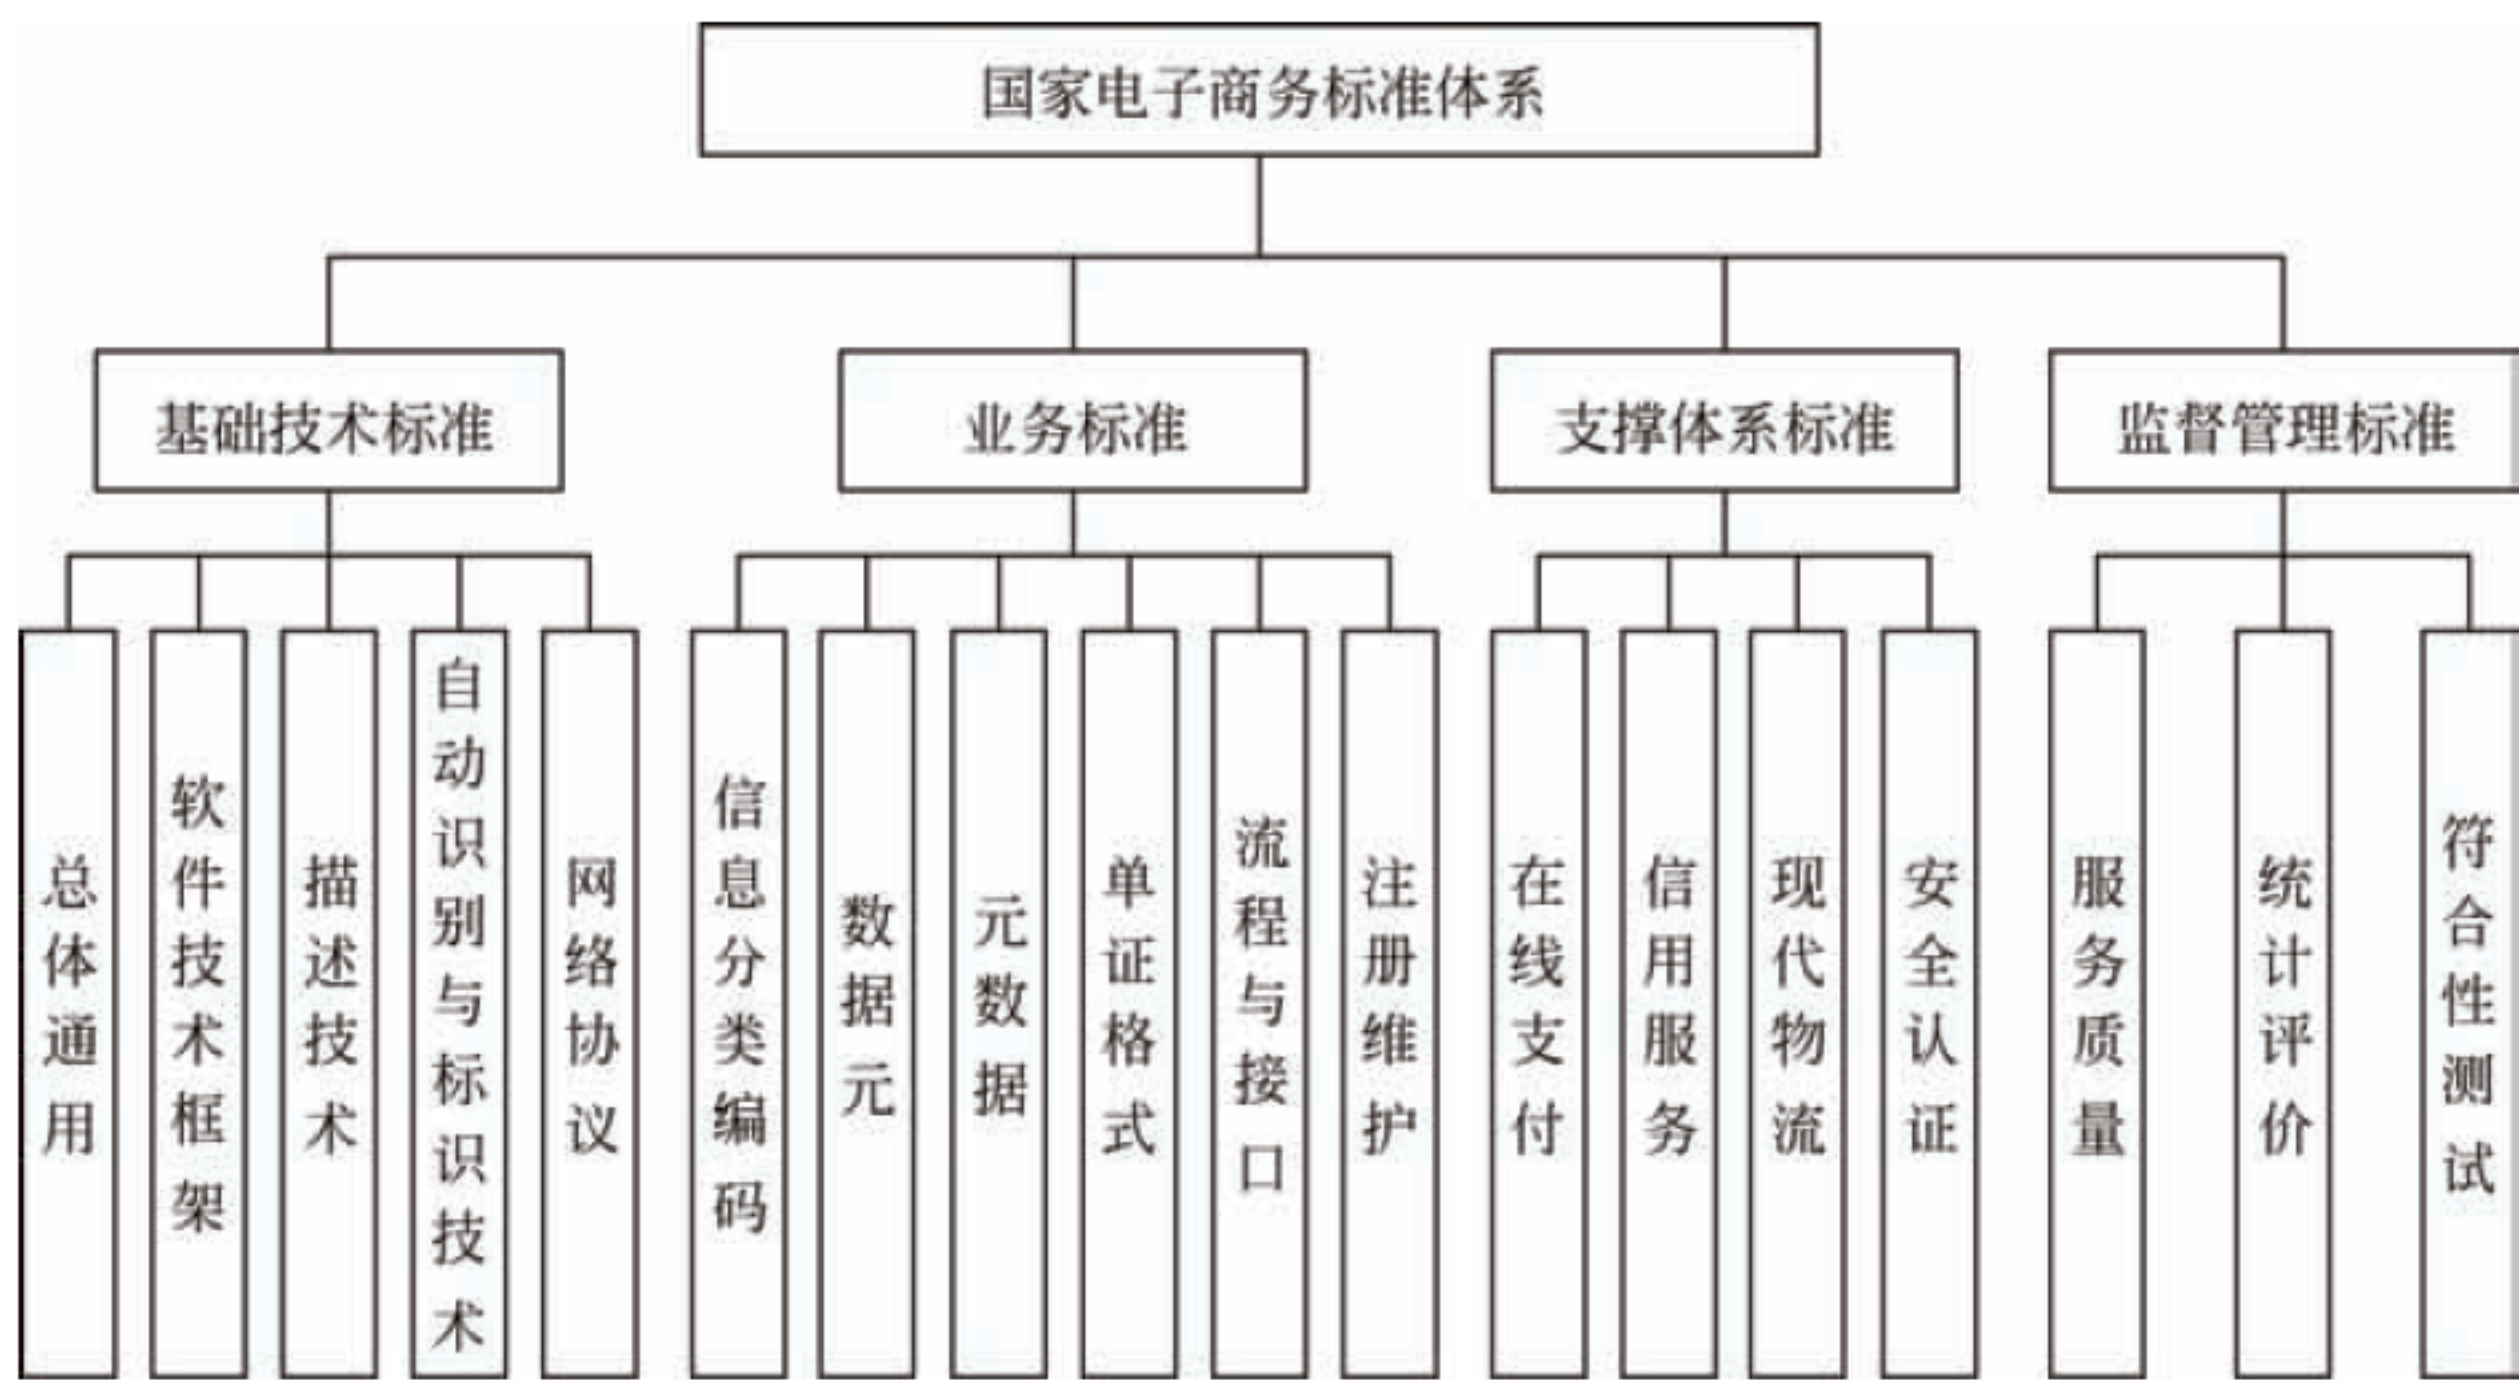 国家电子商务标准体系
基础技术标准
业务标准
支撑体系标准
监督管理标准
总体通用
软件技术框架
描述技术
自动识别与标识技术
网络协议
信息分类编码
数据元
元数据
单证格式
流程与接口
注册维护
在线支付
信用服务
现代物流
安全认证
服务质量
统计评价
符合性测试